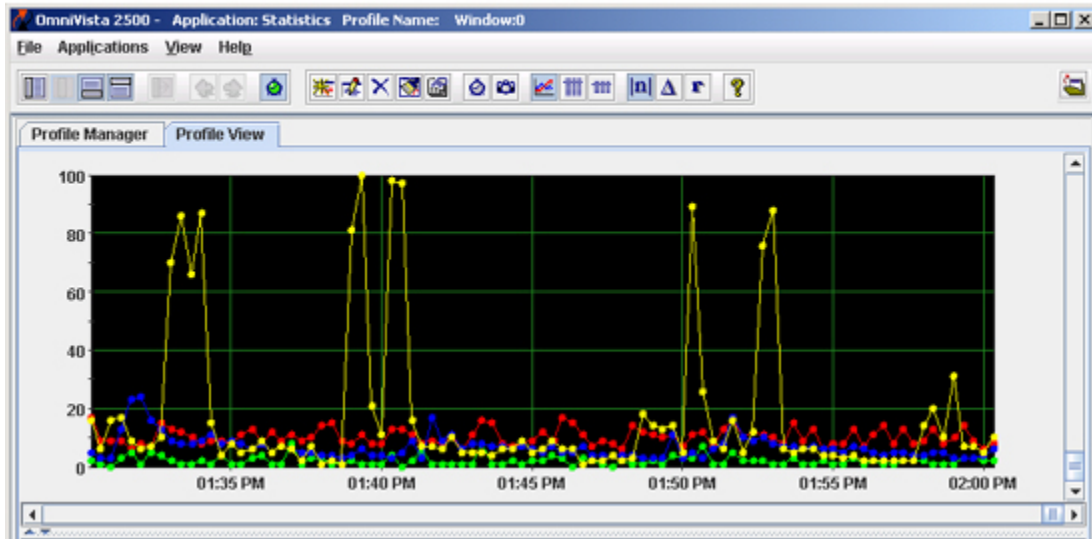 OmniVista 2500 - Application: Statistics Profile Name: Window:0
File Applications View Help
|n| Δ r ?
Profile Manager Profile View
100
80
60
40
20
0
01:35 PM 01:40 PM 01:45 PM 01:50 PM 01:55 PM 02:00 PM